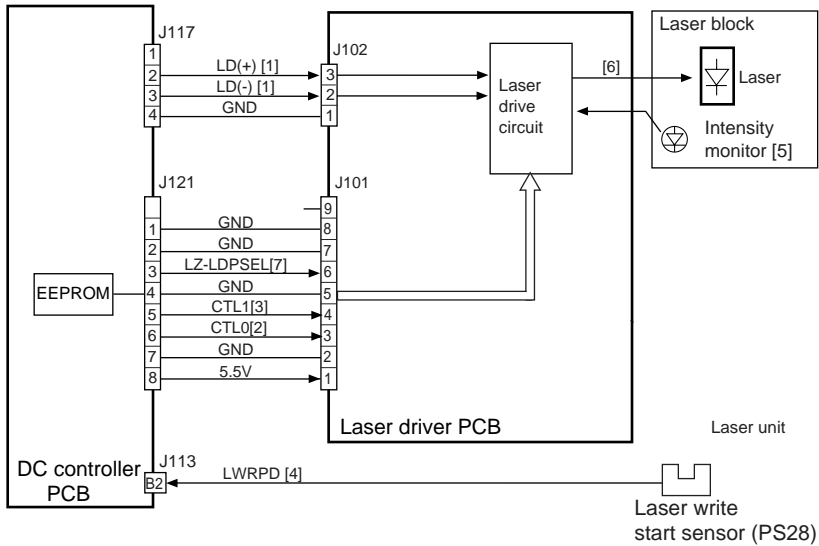 J117
1
2
3
4
LD(+) [1]
LD(-) [1]
GND
J102
3
2
1
Laser
drive
circuit
[6]
Laser block
Laser
Intensity
monitor [5]
J121
1
2
3
4
5
6
7
8
EEPROM
GND
GND
LZ-LDPSEL[7]
GND
CTL1[3]
CTL0[2]
GND
5.5V
J101
9
8
7
6
5
4
3
2
1
Laser driver PCB
Laser unit
DC controller
PCB
J113
B2
LWRPD [4]
Laser write
start sensor (PS28)